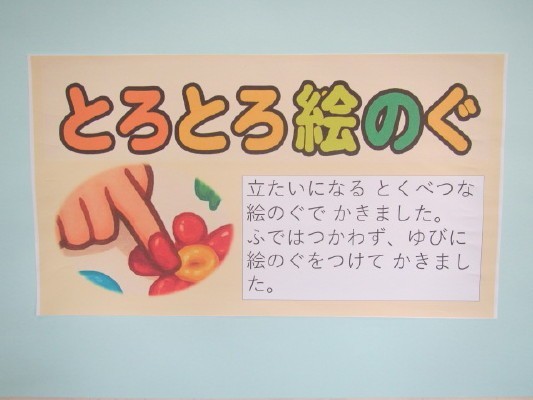 とろとろ絵のぐ
立たいになる とくべつな
絵のぐで かきました。
ふではつかわず、ゆびに
絵のぐをつけて かきまし
た。